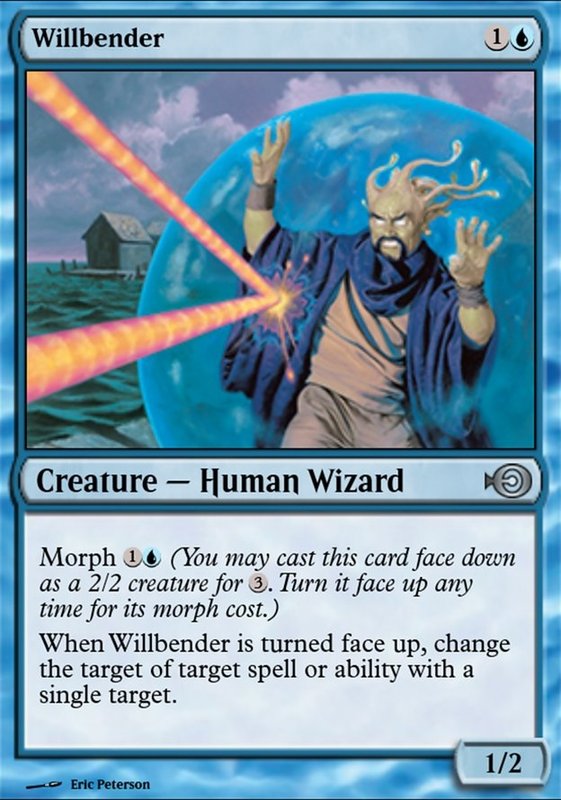 Willbender 1
Creature — Human Wizard
Morph 1 (You may cast this card face down
as a 2/2 creature for 3. Turn it face up any
time for its morph cost.)
When Willbender is turned face up, change
the target of target spell or ability with a
single target.
1/2
Eric Peterson